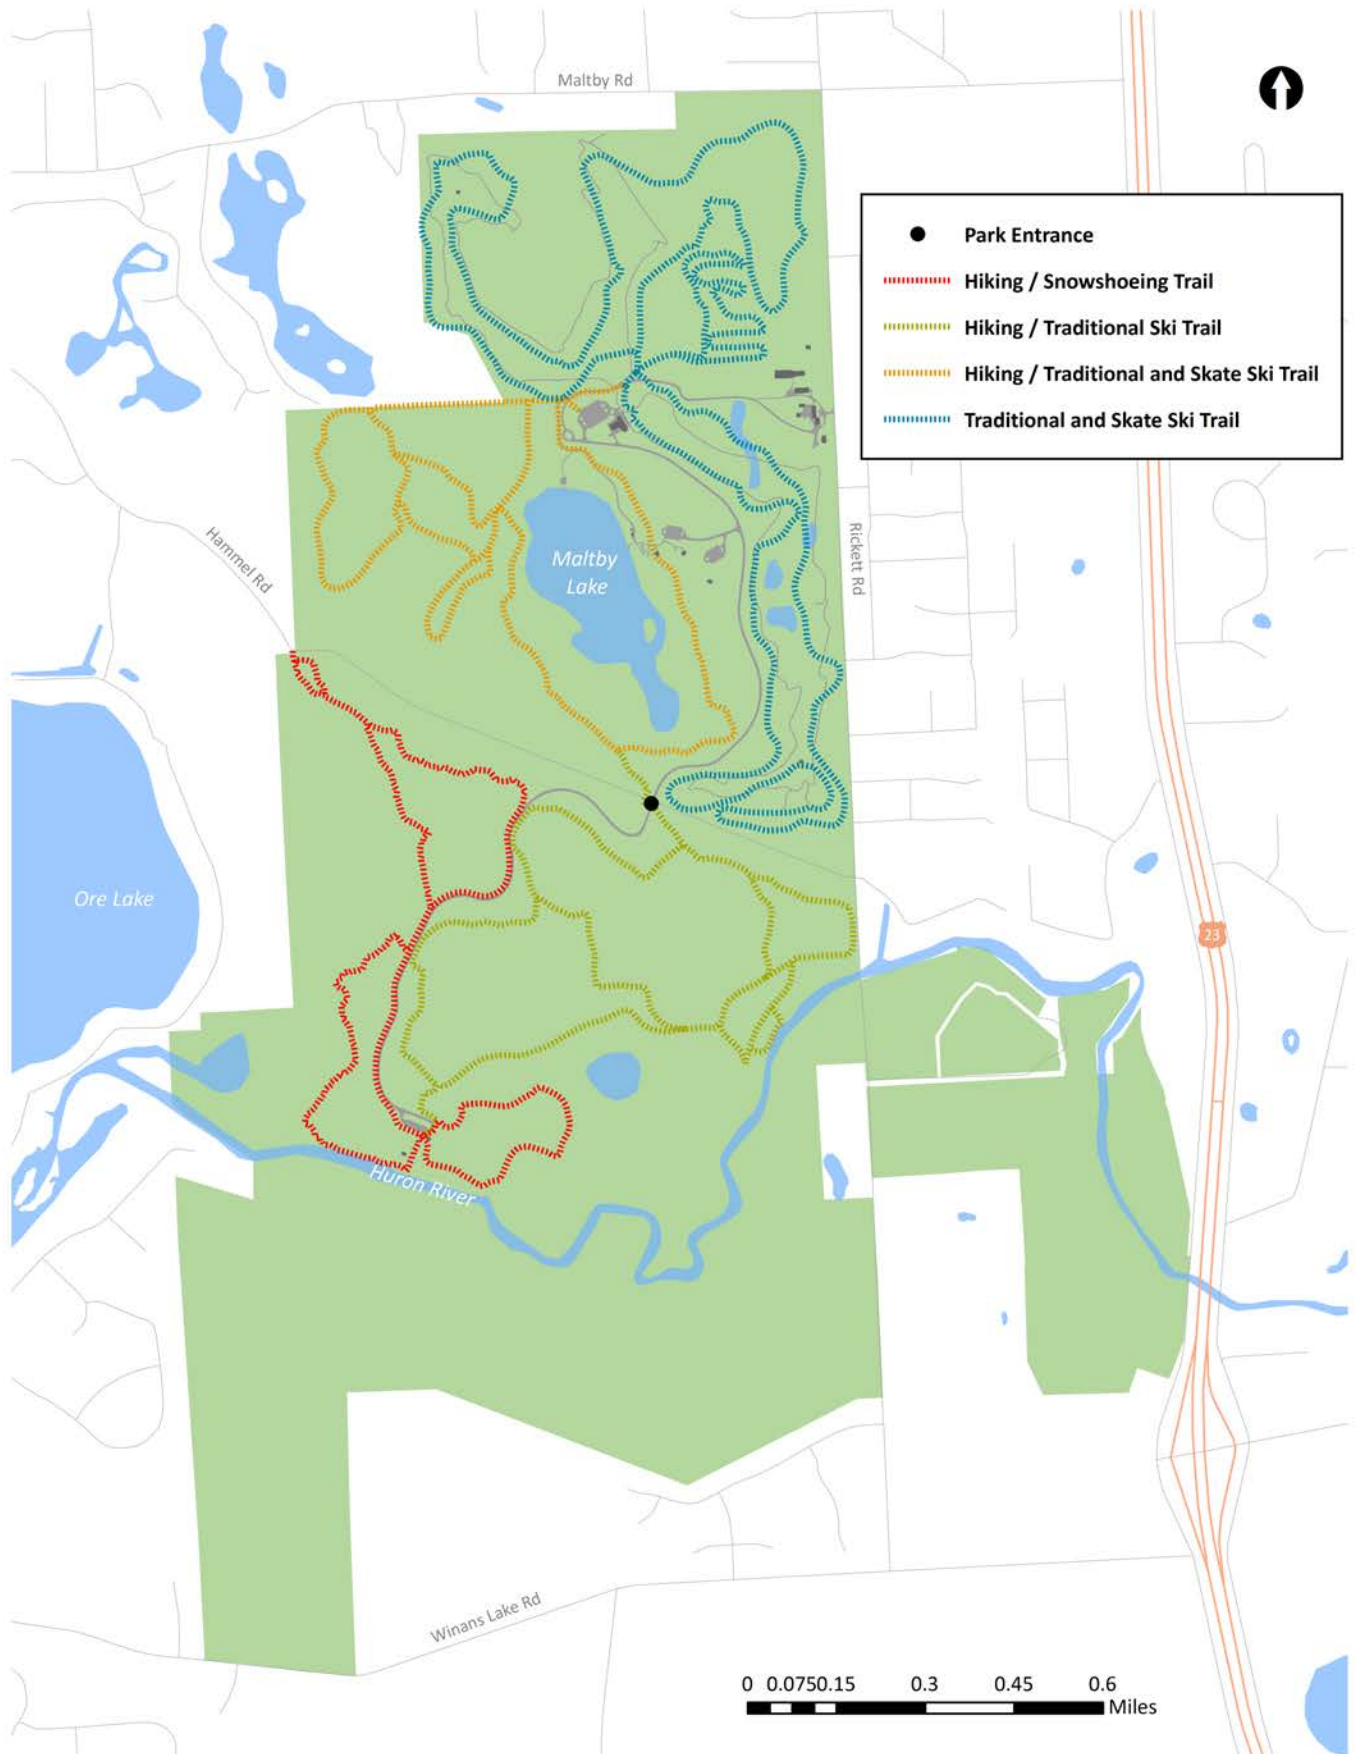 Maltby Rd
Park Entrance
Hiking / Snowshoeing Trail
Hiking / Traditional Ski Trail
Hiking / Traditional and Skate Ski Trail
Traditional and Skate Ski Trail
Hammel Rd
Maltby
Lake
Rickett Rd
Ore Lake
23
Huron River
Winans Lake Rd
0 0.075 0.15 0.3 0.45 0.6
Miles